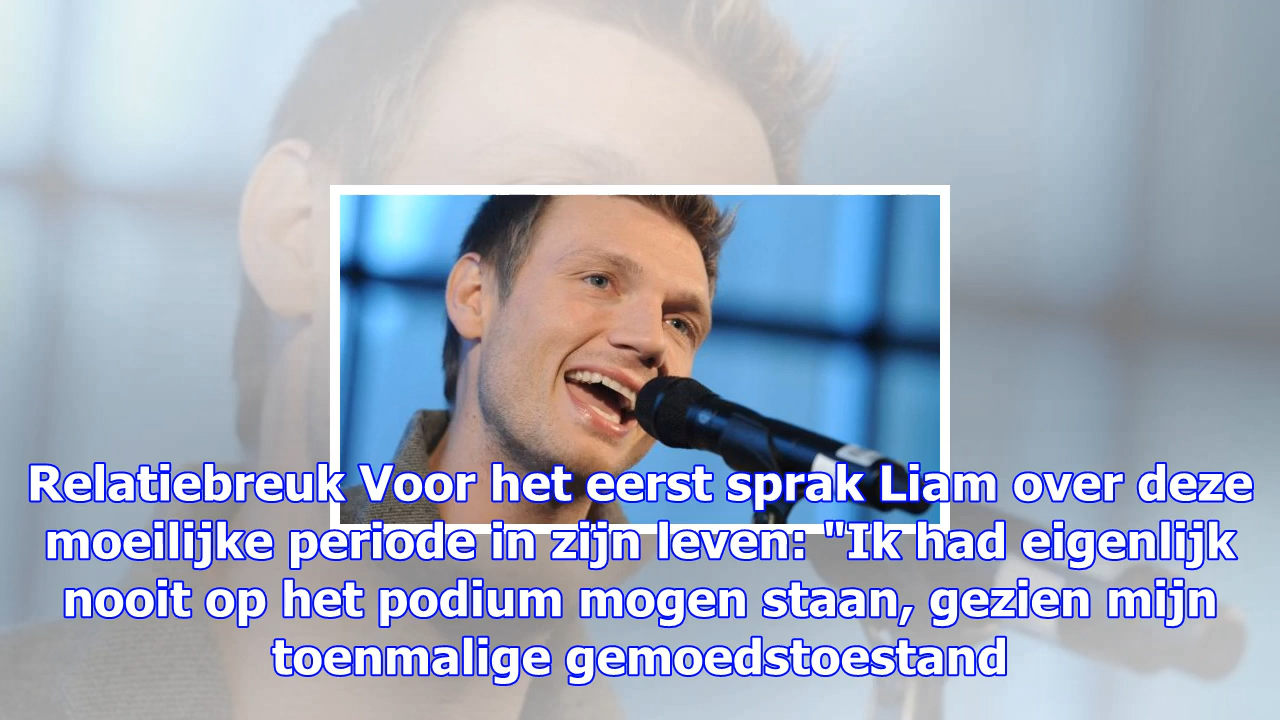 Relatiebreuk Voor het eerst sprak Liam over deze
moeilijke periode in zijn leven: "Ik had eigenlijk
nooit op het podium mogen staan, gezien mijn
toenmalige gemoedstoestand